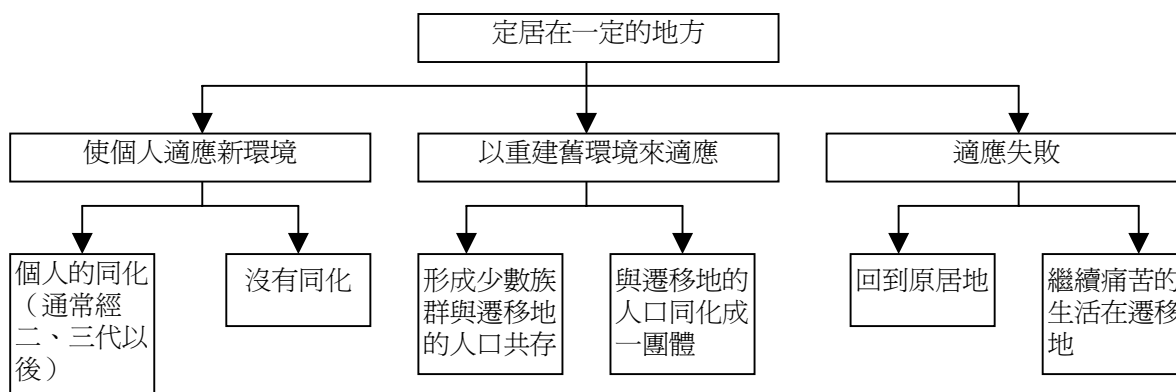 定居在一定的地方
使個人適應新環境
以重建舊環境來適應
適應失敗
個人的同化
（通常經
二、三代以
後）
沒有同化
形成少數族
群與遷移地
的人口共存
與遷移地的
人口同化成
一團體
回到原居地
繼續痛苦的
生活在遷移
地